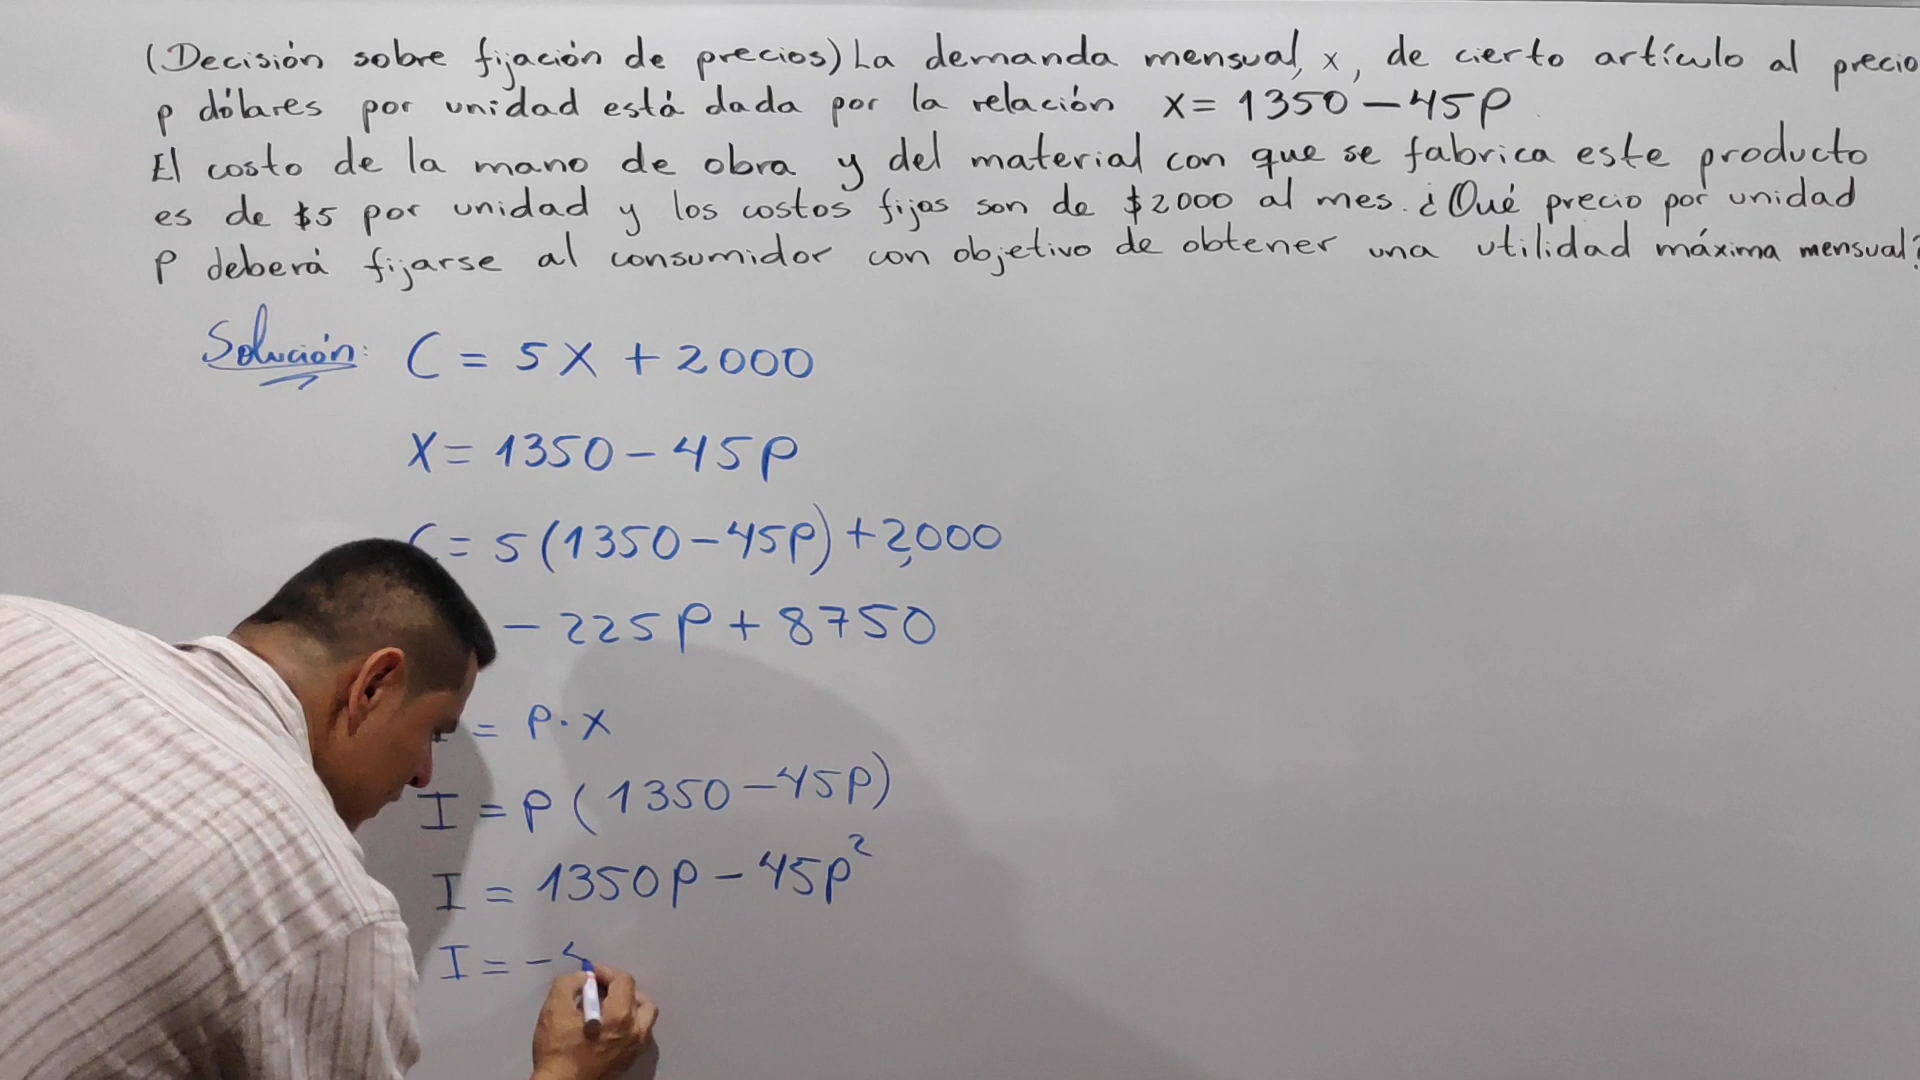 (Decisión sobre fijación de precios) La demanda mensual, x, de cierto artículo al precio
p dólares por unidad está dada por la relación x = 1350 - 45p
El costo de la mano de obra y del material con que se fabrica este producto
es de $5 por unidad y los costos fijos son de $2000 al mes. ¿Qué precio por unidad
P deberá fijarse al consumidor con objetivo de obtener una utilidad máxima mensual?
Solución: C = 5X + 2000
X = 1350 - 45p
C = 5(1350 - 45p) + 2,000
- 225p + 8750
= p · x
I = p(1350 - 45p)
I = 1350p - 45p²
I = -